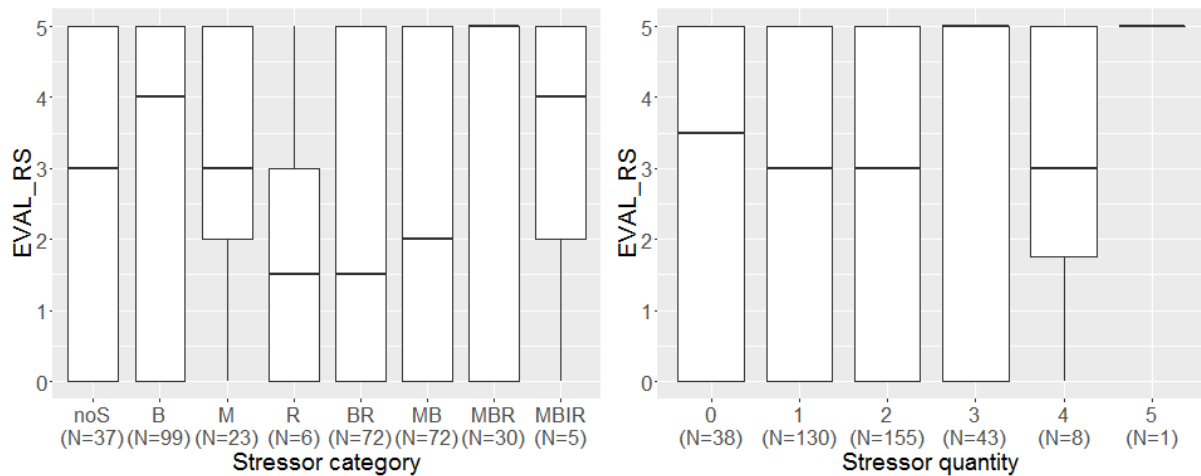 EVAL_RS
5
4
3
2
1
0
noS B M R BR MB MBR MBIR
(N=37) (N=99) (N=23) (N=6) (N=72) (N=72) (N=30) (N=5)
Stressor category
EVAL_RS
5
4
3
2
1
0
0 1 2 3 4 5
(N=38) (N=130) (N=155) (N=43) (N=8) (N=1)
Stressor quantity